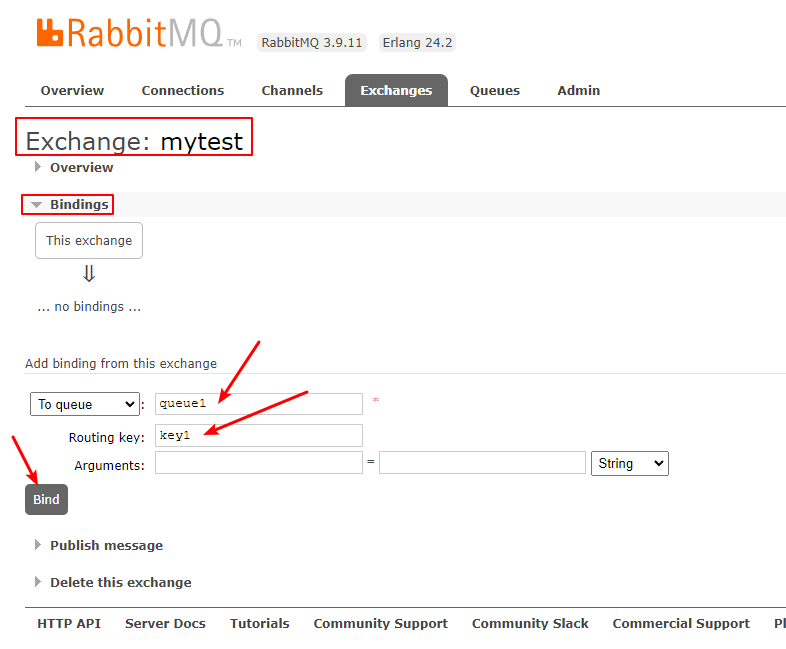 RabbitMQ TM RabbitMQ 3.9.11 Erlang 24.2
Overview Connections Channels Exchanges Queues Admin
Exchange: mytest
Overview
Bindings
This exchange
⇓
... no bindings ...
Add binding from this exchange
To queue : queue1 *
Routing key: key1
Arguments: = String
Bind
Publish message
Delete this exchange
HTTP API Server Docs Tutorials Community Support Community Slack Commercial Support Pl